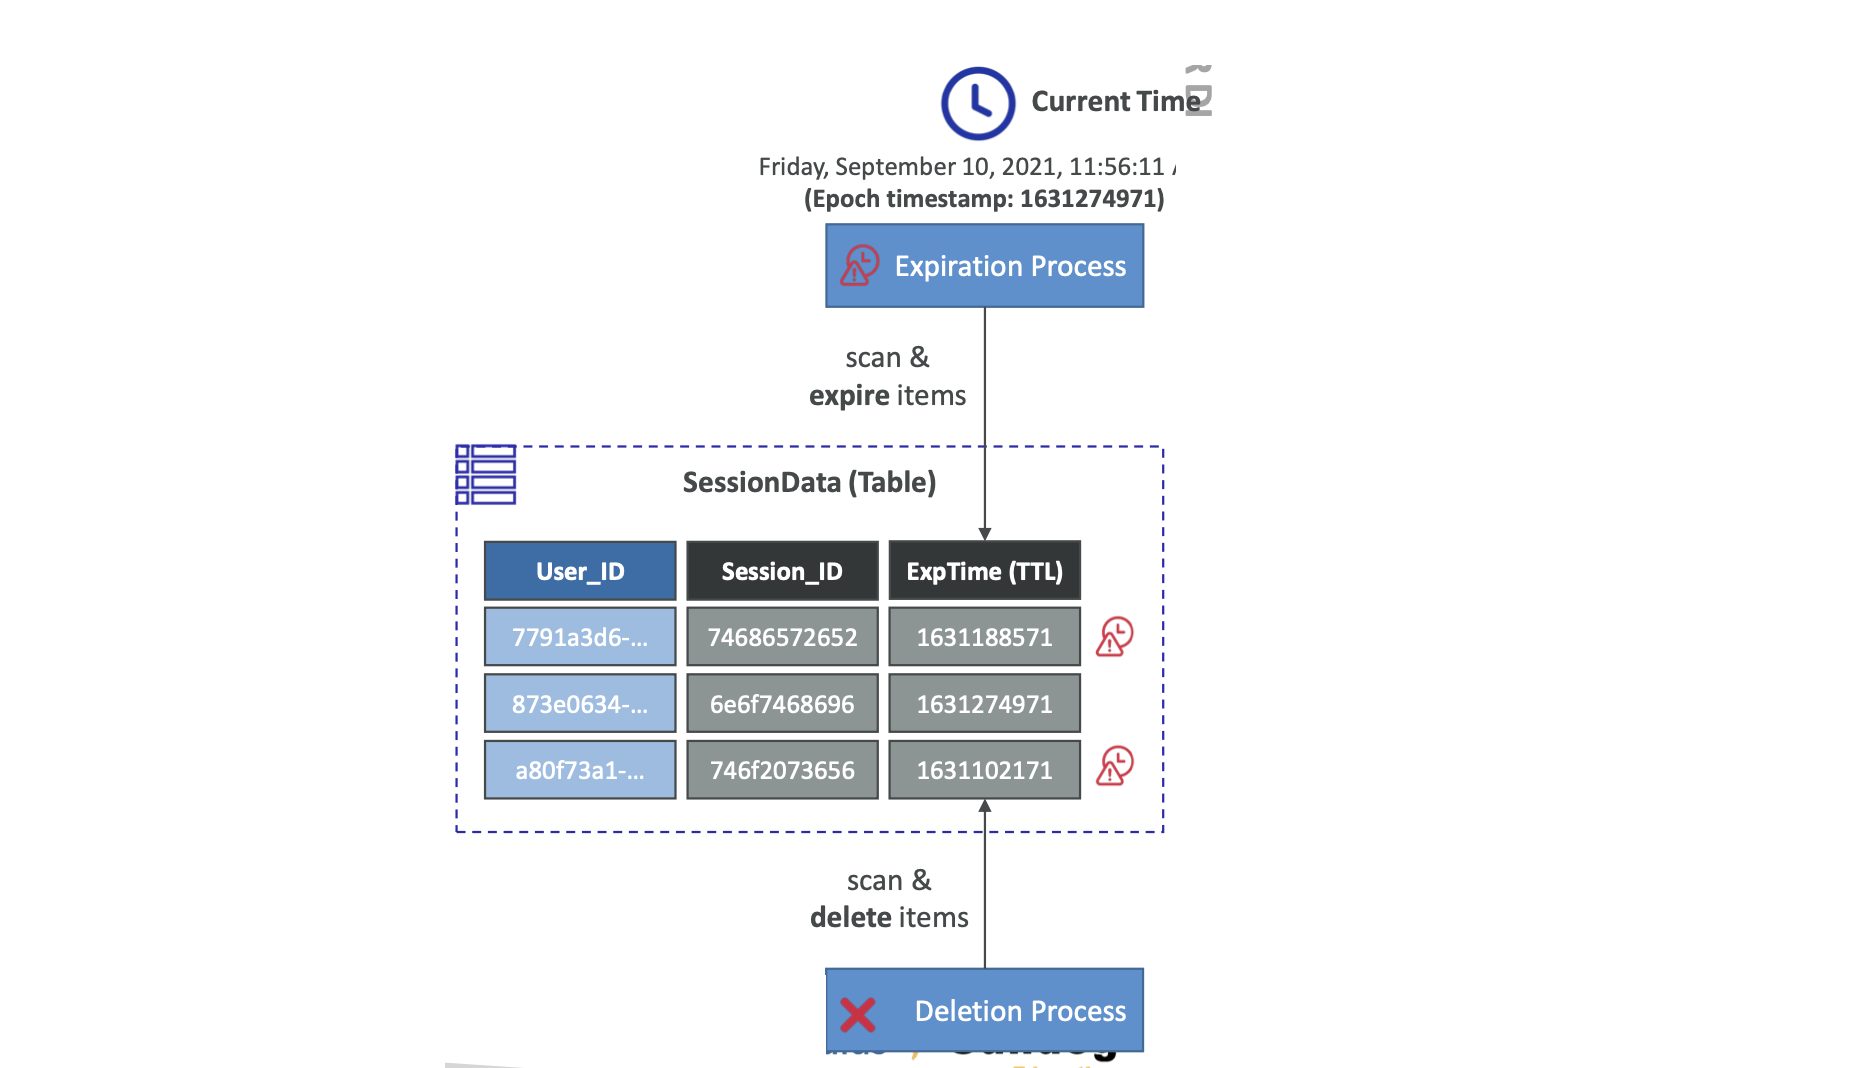 Current Time
Friday, September 10, 2021, 11:56:11
(Epoch timestamp: 1631274971)
Expiration Process
scan &
expire items
SessionData (Table)
User_ID Session_ID ExpTime (TTL)
7791a3d6-... 74686572652 1631188571
873e0634-... 6e6f7468696 1631274971
a80f73a1-... 746f2073656 1631102171
scan &
delete items
Deletion Process